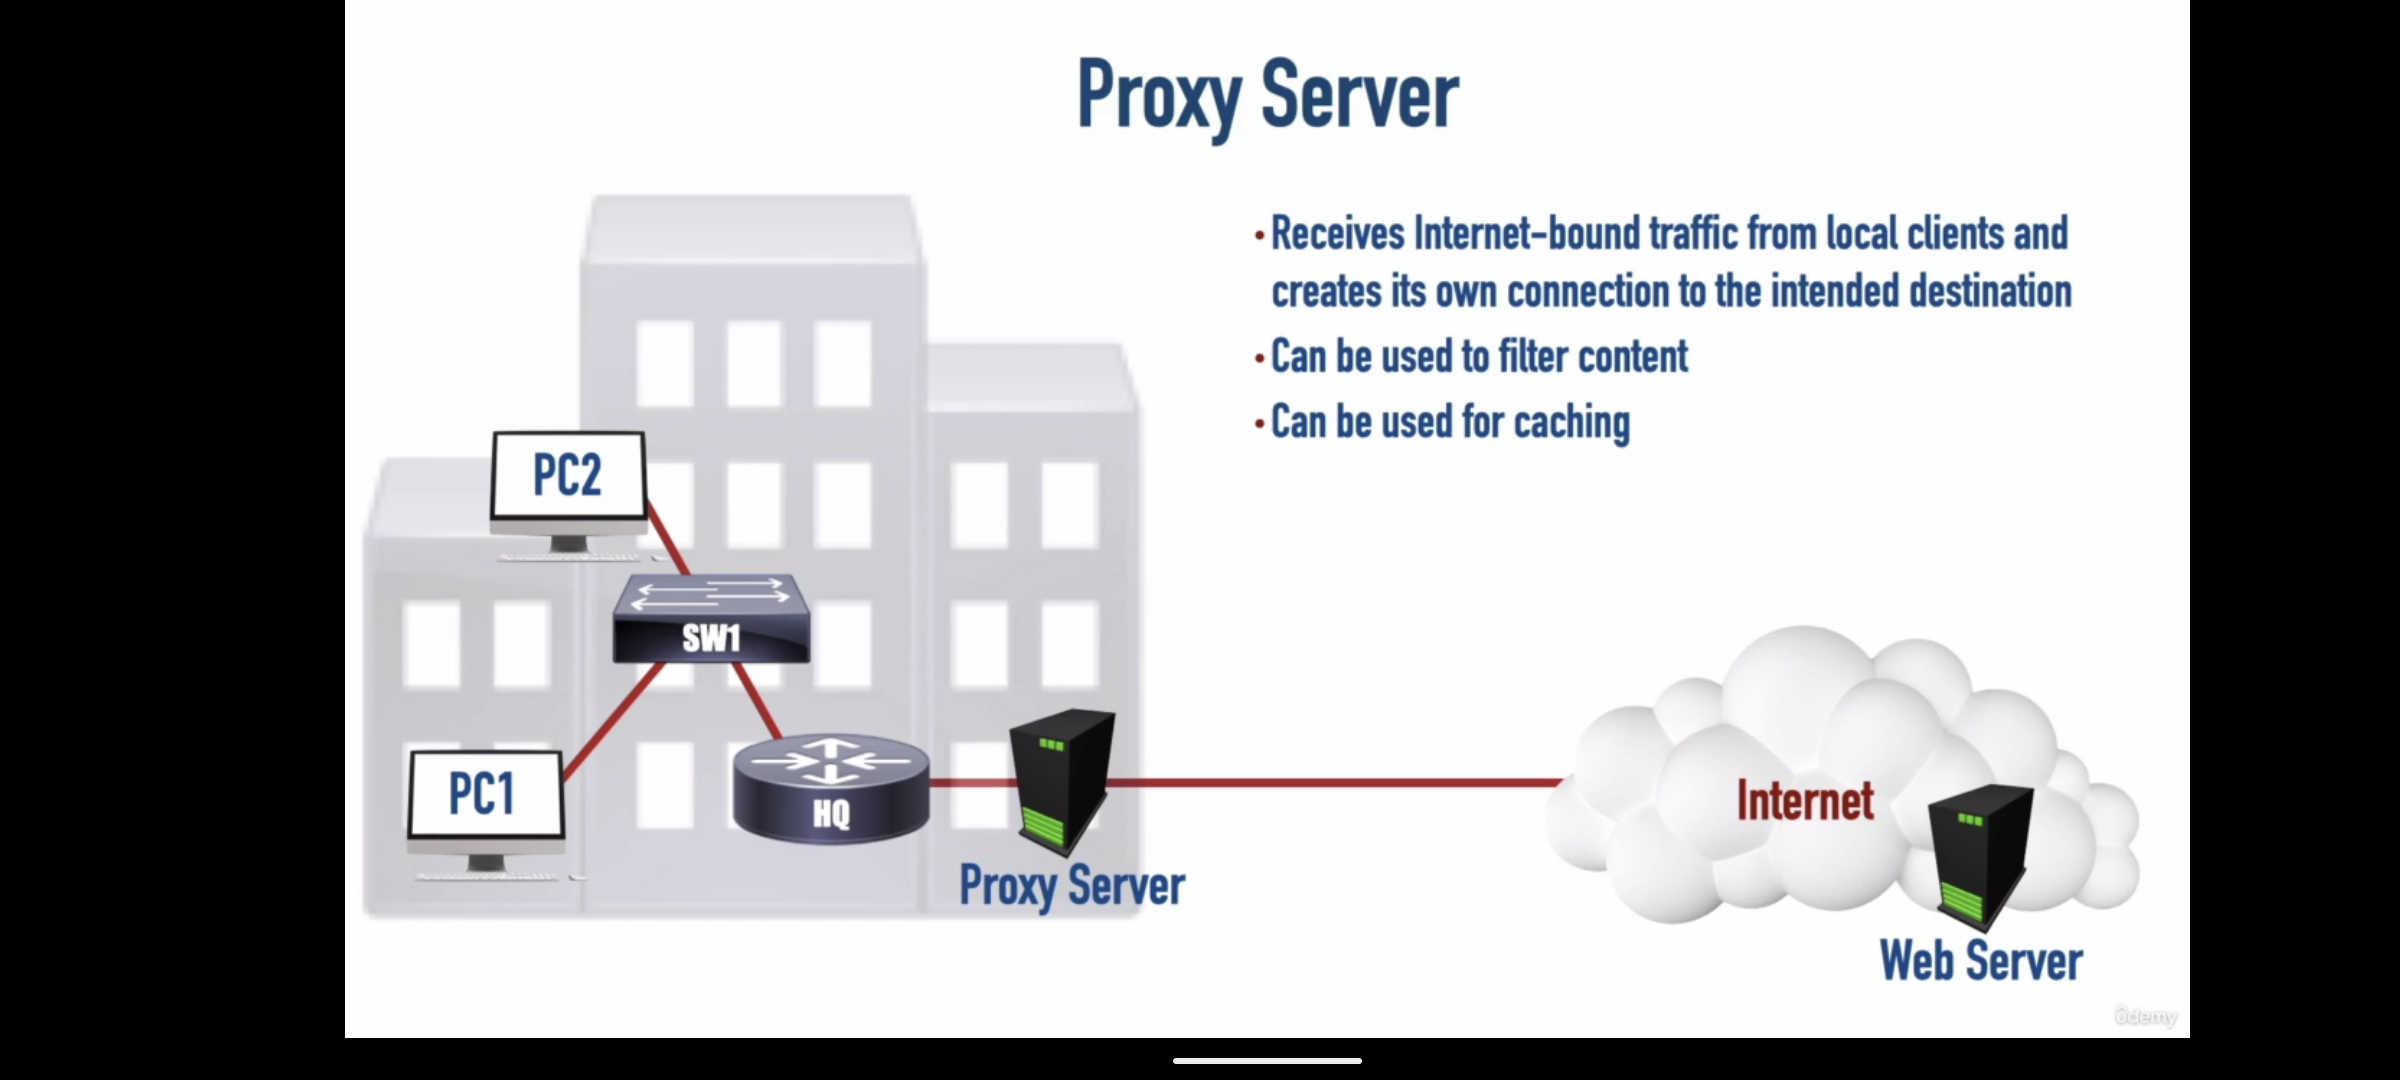 Proxy Server
• Receives Internet-bound traffic from local clients and
creates its own connection to the intended destination
• Can be used to filter content
• Can be used for caching
PC2
SW1
PC1
HQ
Proxy Server
Internet
Web Server
ûdemy